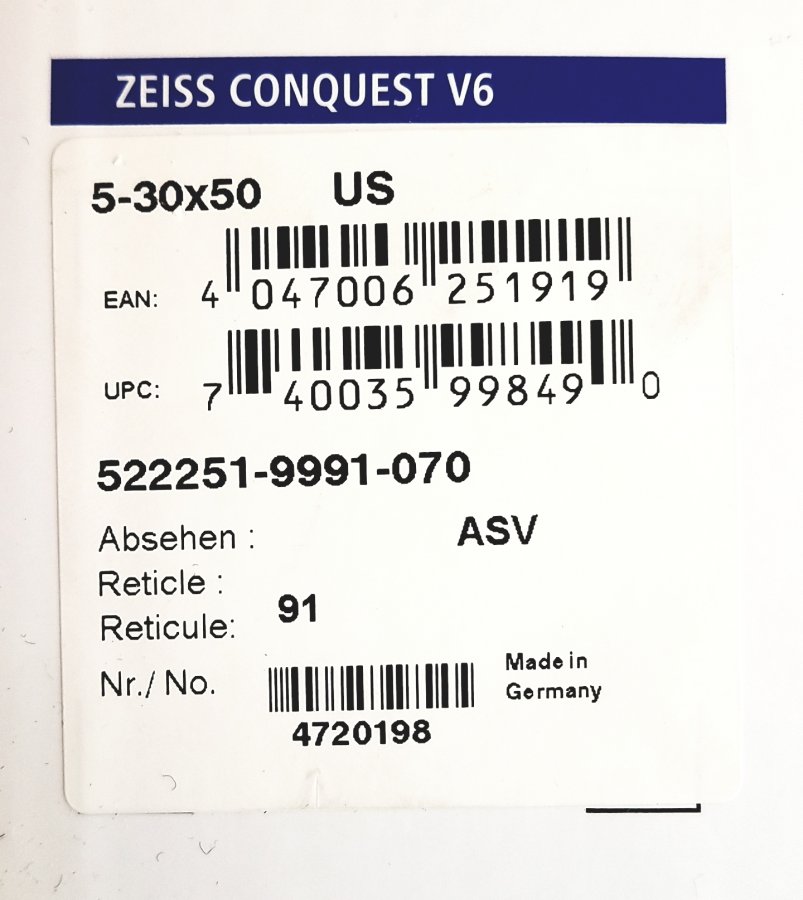 ZEISS CONQUEST V6
5-30x50 US
EAN: 4 047006 251919
UPC: 7 40035 99849 0
522251-9991-070
Absehen : ASV
Reticle :
91
Reticule:
Nr./ No.
4720198
Made in
Germany